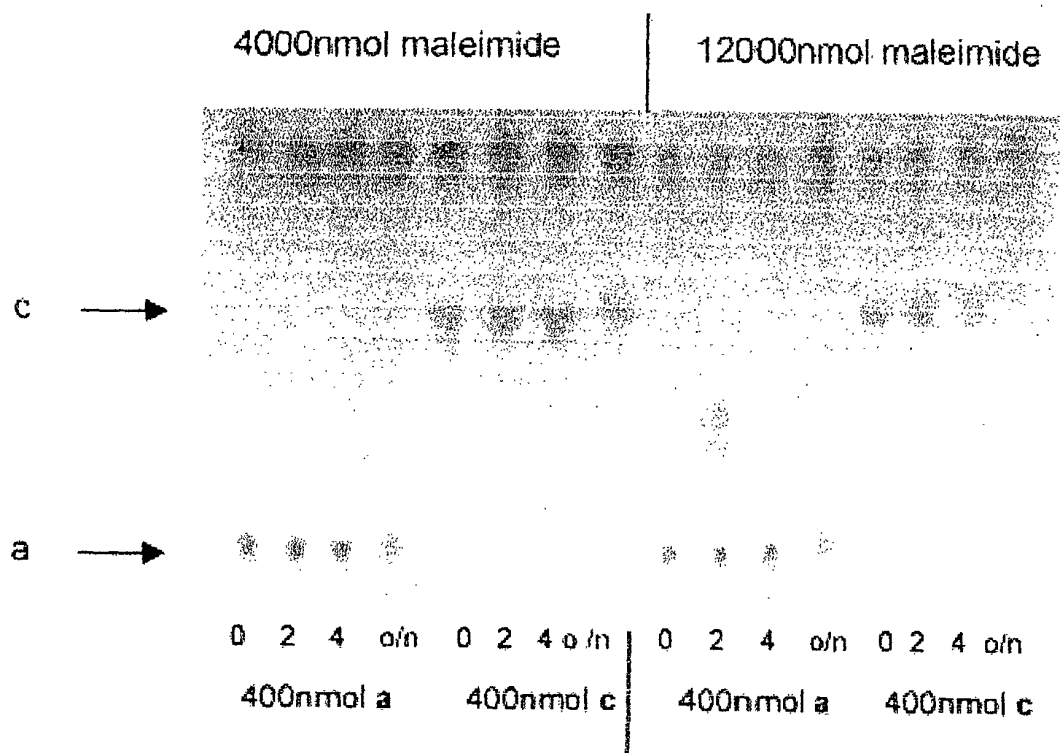 4000nmol maleimide
12000nmol maleimide
c
a
0 2 4 o/n 0 2 4 o/n 0 2 4 o/n 0 2 4 o/n
400nmol a 400nmol c 400nmol a 400nmol c